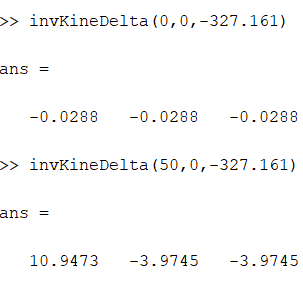 >> invKineDelta(0,0,-327.161)
ans =
-0.0288 -0.0288 -0.0288
>> invKineDelta(50,0,-327.161)
ans =
10.9473 -3.9745 -3.9745